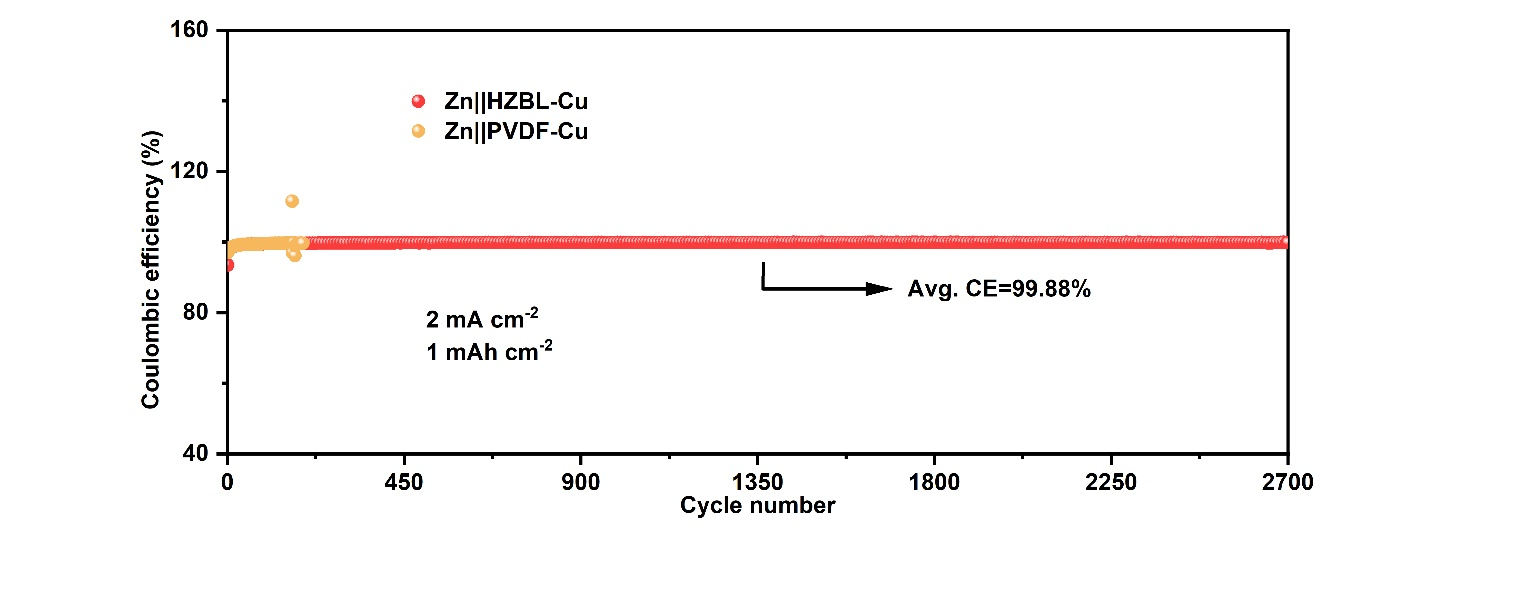 160
120
80
40
Coulombic efficiency (%)
Zn||HZBL-Cu
Zn||PVDF-Cu
Avg. CE=99.88%
2 mA cm-2
1 mAh cm-2
0 450 900 1350 1800 2250 2700
Cycle number